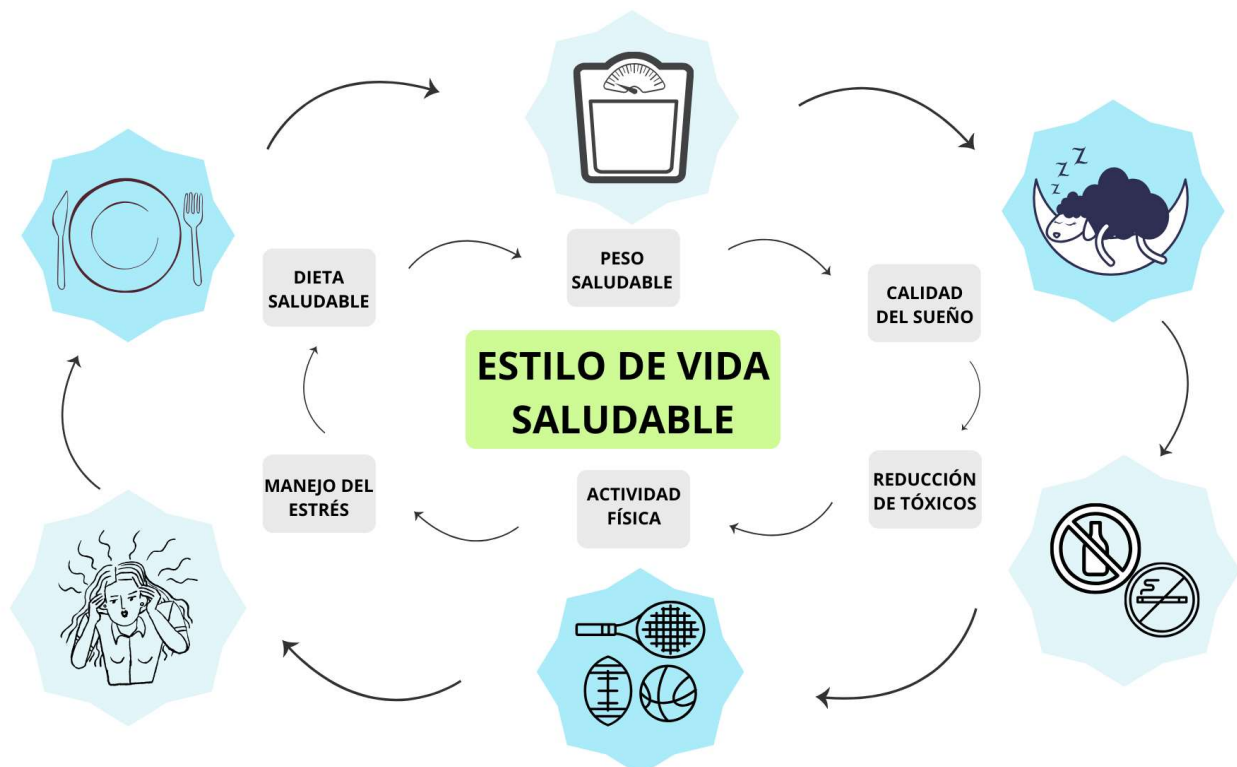 PESO
SALUDABLE
DIETA
SALUDABLE
CALIDAD
DEL SUEÑO
ESTILO DE VIDA
SALUDABLE
MANEJO DEL
ESTRÉS
ACTIVIDAD
FÍSICA
REDUCCIÓN
DE TÓXICOS
Z
Z
Z